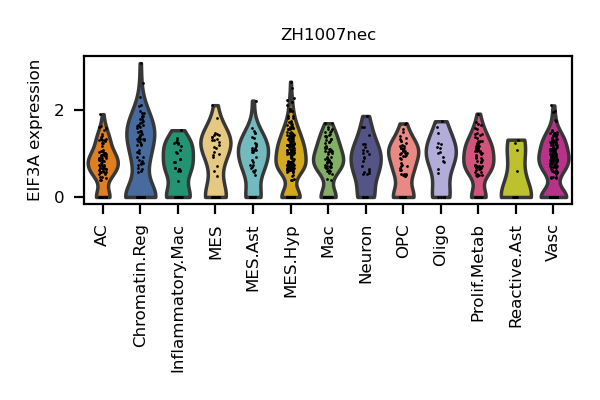 ZH1007nec
EIF3A expression
2
0
AC
Chromatin.Reg
Inflammatory.Mac
MES
MES.Ast
MES.Hyp
Mac
Neuron
OPC
Oligo
Prolif.Metab
Reactive.Ast
Vasc